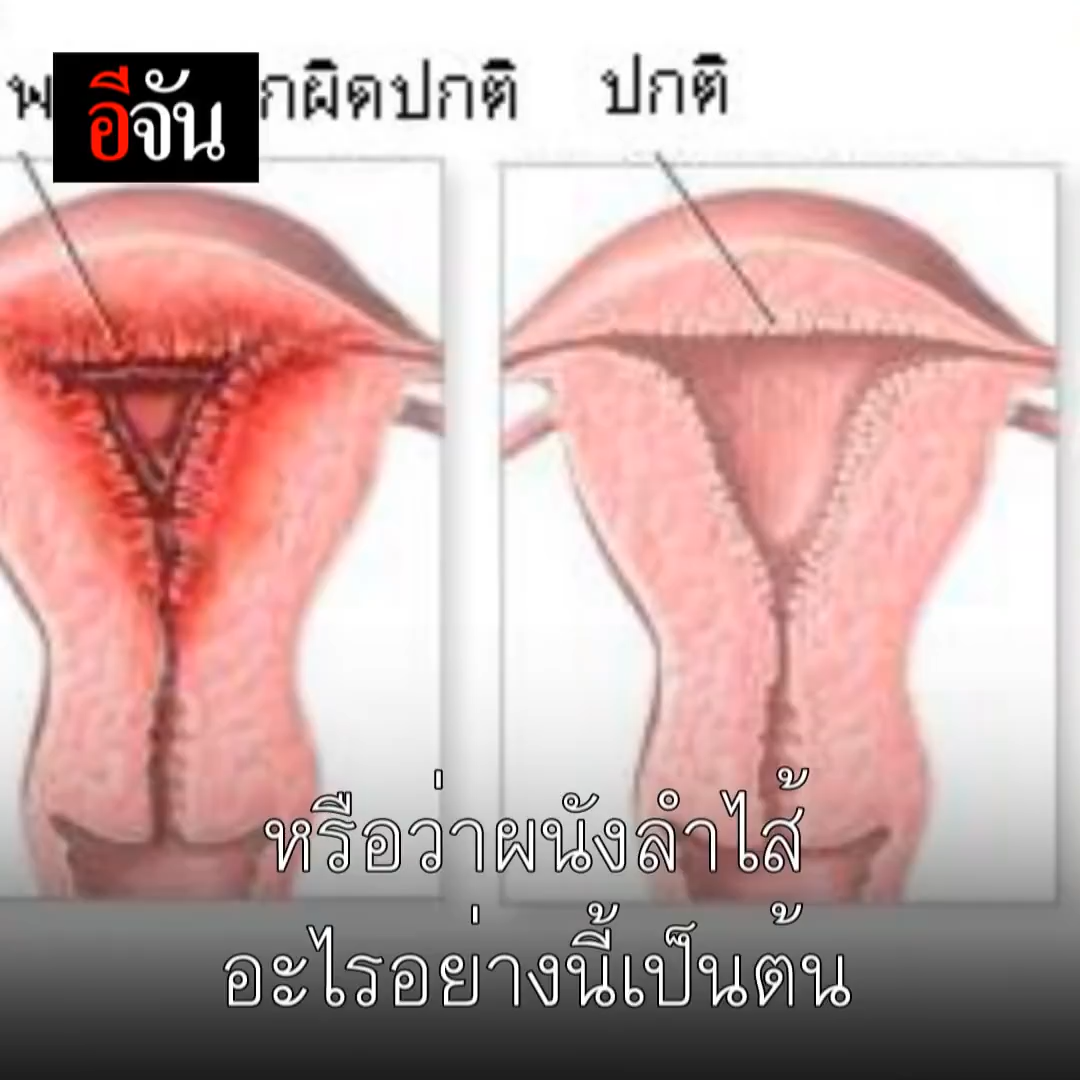 อีจัน
ผิดปกติ ปกติ
หรือว่าผนังลำไส้
อะไรอย่างนี้เป็นต้น